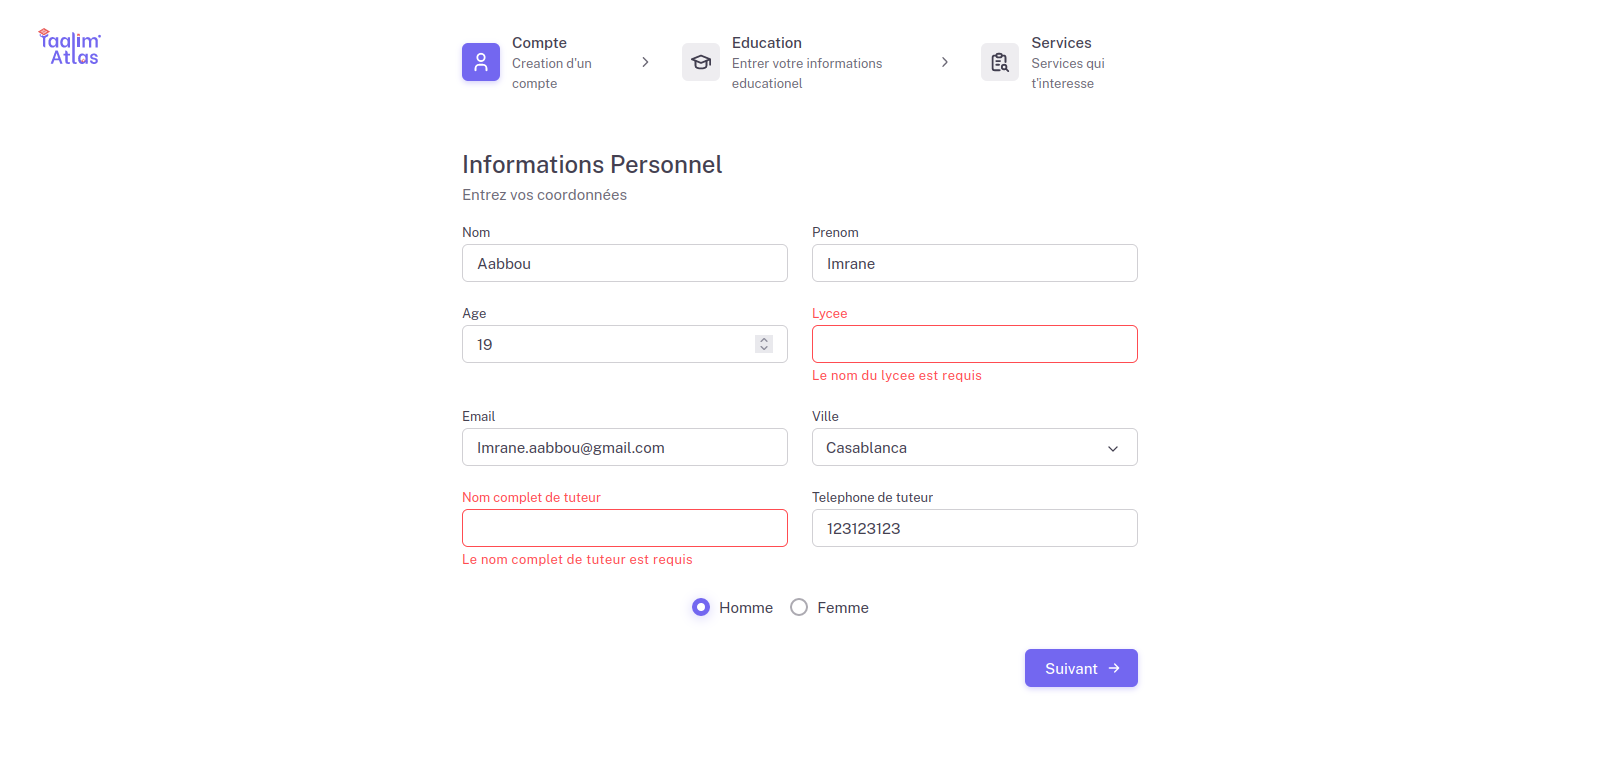 Taalim
Atlas
Compte
Creation d'un
compte
Education
Entrer votre informations
educationel
Services
Services qui
t'interesse
Informations Personnel
Entrez vos coordonnées
Nom
Prenom
Aabbou
Imrane
Age
Lycee
19
Le nom du lycee est requis
Email
Ville
Imrane.aabbou@gmail.com
Casablanca
Nom complet de tuteur
Telephone de tuteur
123123123
Le nom complet de tuteur est requis
Homme
Femme
Suivant